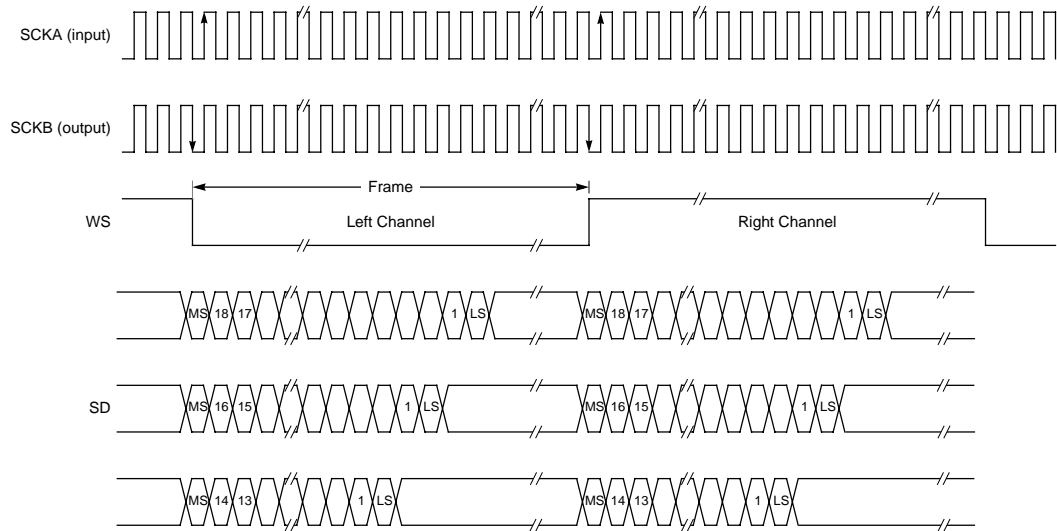 SCKA (input)
SCKB (output)
Frame
WS
Left Channel
Right Channel
MS 18 17 1 LS MS 18 17 1 LS
SD
MS 16 15 1 LS MS 16 15 1 LS
MS 14 13 1 LS MS 14 13 1 LS